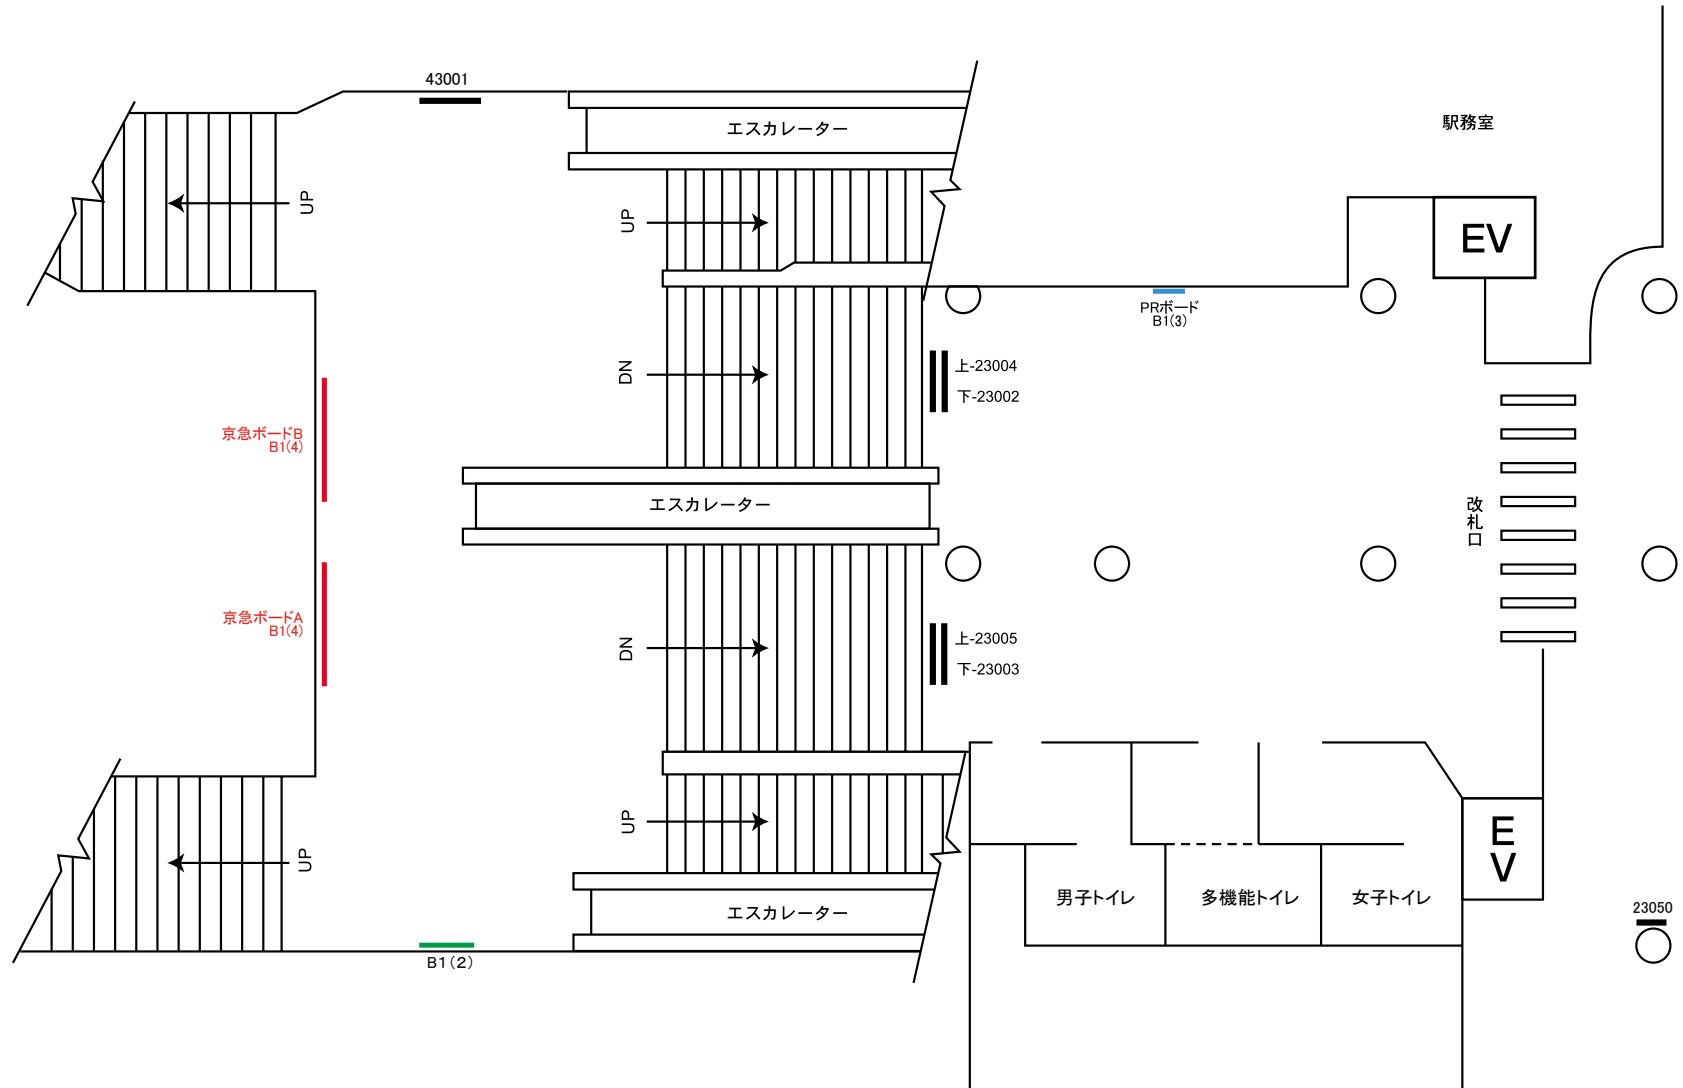 43001
エスカレーター
駅務室
UP
UP
EV
PRボード
B1(3)
DN
上-23004
下-23002
京急ボードB
B1(4)
エスカレーター
改札口
京急ボードA
B1(4)
DN
上-23005
下-23003
UP
UP
E
V
男子トイレ
多機能トイレ
女子トイレ
エスカレーター
23050
B1(2)